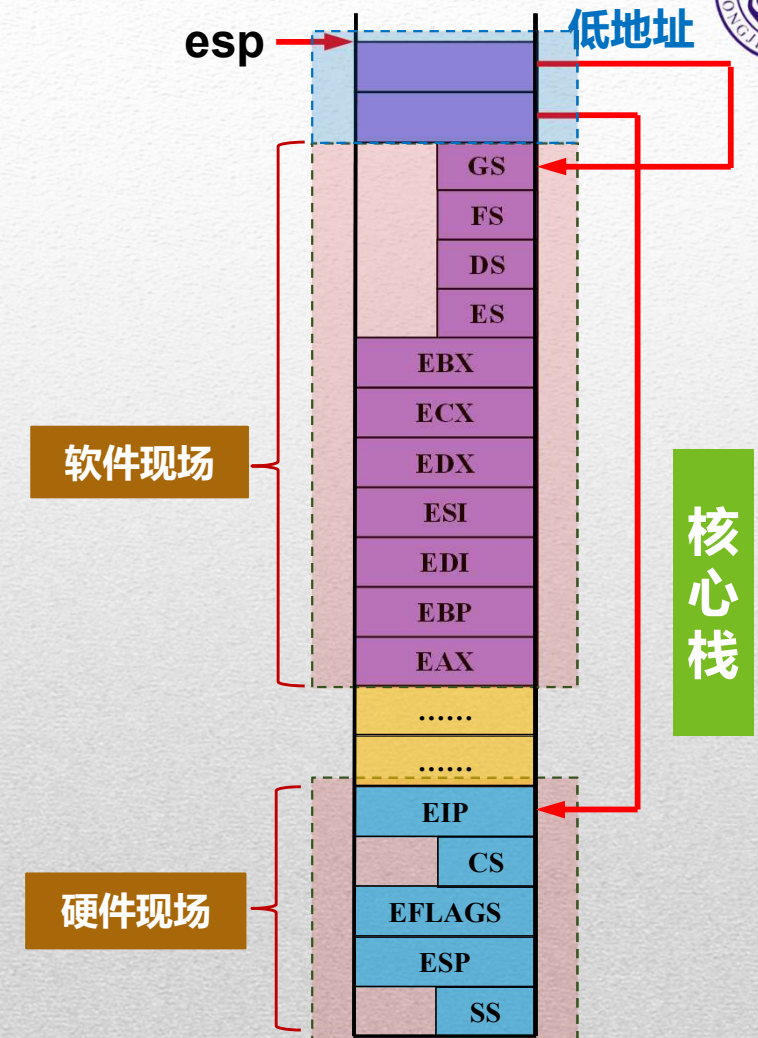 esp
低地址
GS
FS
DS
ES
EBX
ECX
EDX
ESI
EDI
EBP
EAX
软件现场
核心栈
......
......
EIP
CS
EFLAGS
ESP
SS
硬件现场